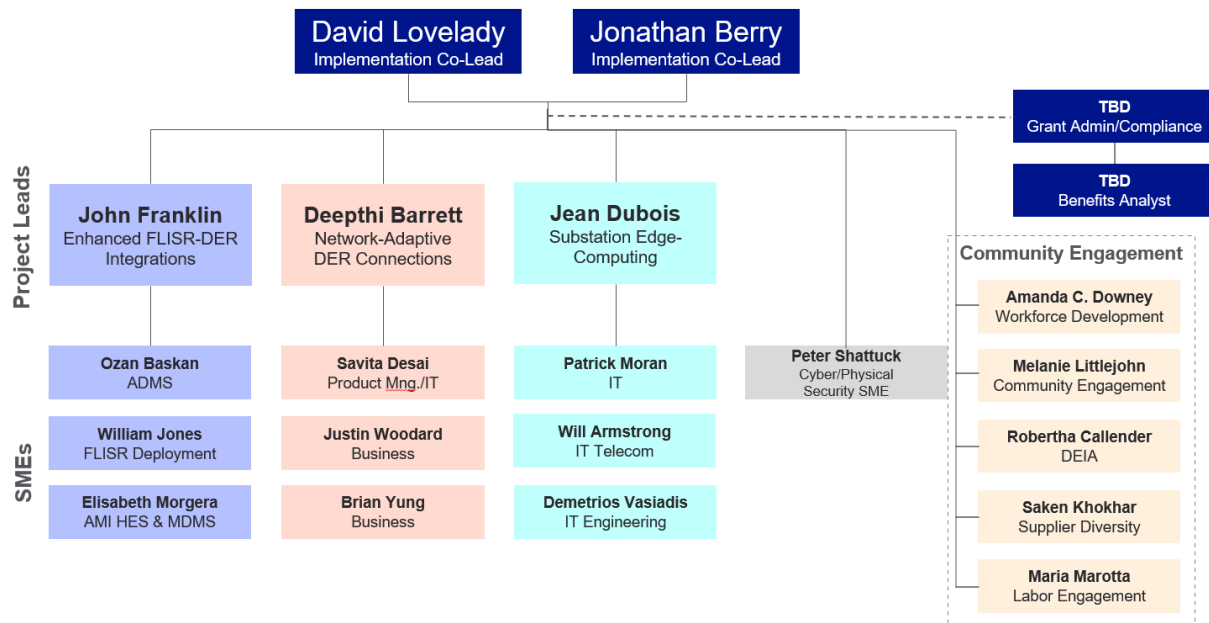 David Lovelady
Implementation Co-Lead
Jonathan Berry
Implementation Co-Lead
TBD
Grant Admin/Compliance
TBD
Benefits Analyst
Project Leads
John Franklin
Enhanced FLISR-DER
Integrations
Deepthi Barrett
Network-Adaptive
DER Connections
Jean Dubois
Substation Edge-
Computing
SMEs
Ozan Baskan
ADMS
William Jones
FLISR Deployment
Elisabeth Morgera
AMI HES & MDMS
Savita Desai
Product Mng./IT
Justin Woodard
Business
Brian Yung
Business
Patrick Moran
IT
Will Armstrong
IT Telecom
Demetrios Vasiadis
IT Engineering
Peter Shattuck
Cyber/Physical
Security SME
Community Engagement
Amanda C. Downey
Workforce Development
Melanie Littlejohn
Community Engagement
Robertha Callender
DEIA
Saken Khokhar
Supplier Diversity
Maria Marotta
Labor Engagement